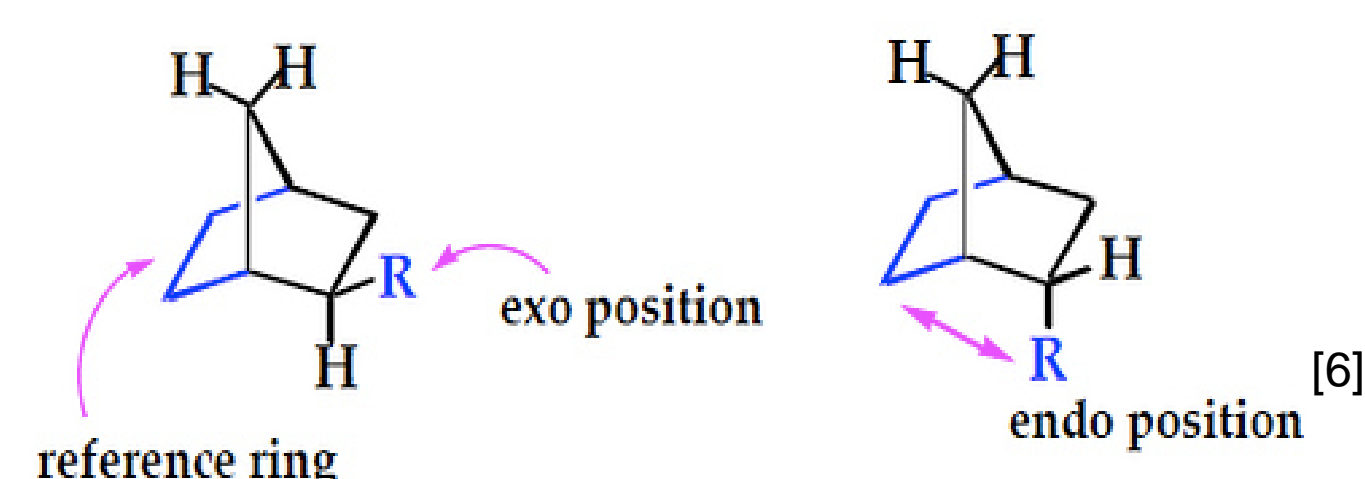 H H
R
exo position
H
reference ring
H H
H
R
[6]
endo position